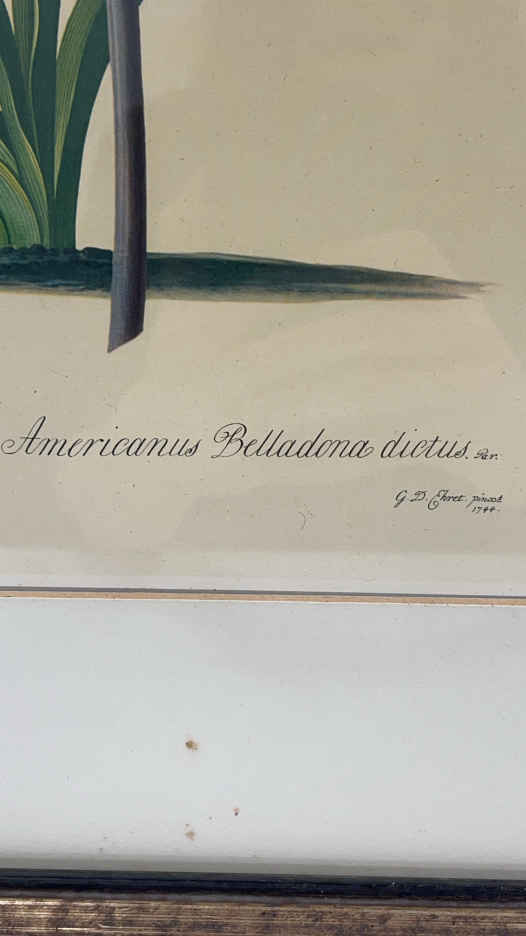 Americanus Belladona dictus. Par.
G. D. Ehret. pinxit
1744.